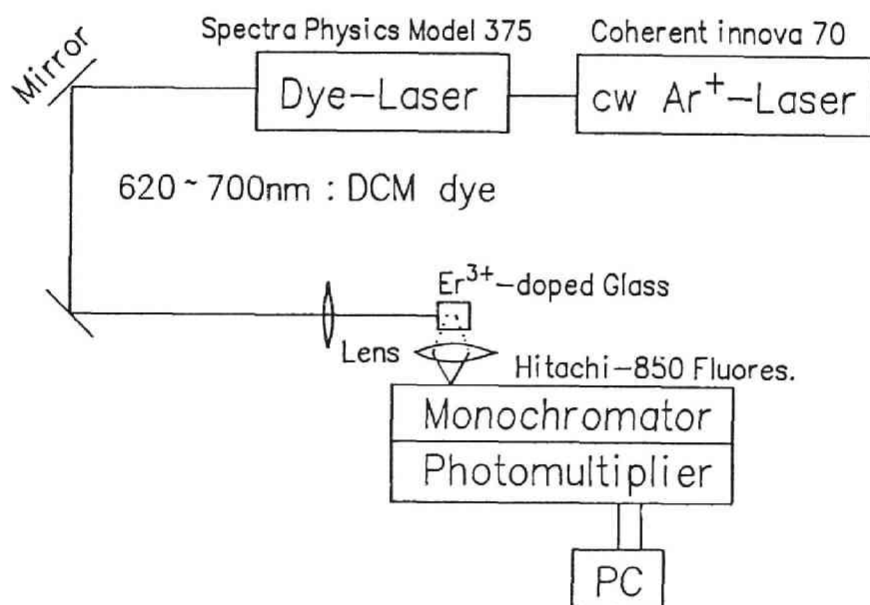 Spectra Physics Model 375
Coherent innova 70
Mirror
Dye-Laser
cw Ar⁺-Laser
620 ~ 700nm : DCM dye
Er³⁺-doped Glass
Lens
Hitachi-850 Fluores.
Monochromator
Photomultiplier
PC